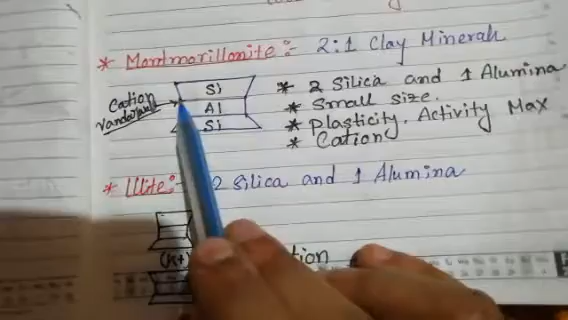 * Montmorillonite :- 2:1 Clay Minerals
Cation
Si
Al
Si
* 2 Silica and 1 Alumina
* Small size.
* Plasticity. Activity Max
* Cation
* Illite :- 2 Silica and 1 Alumina
(K+)